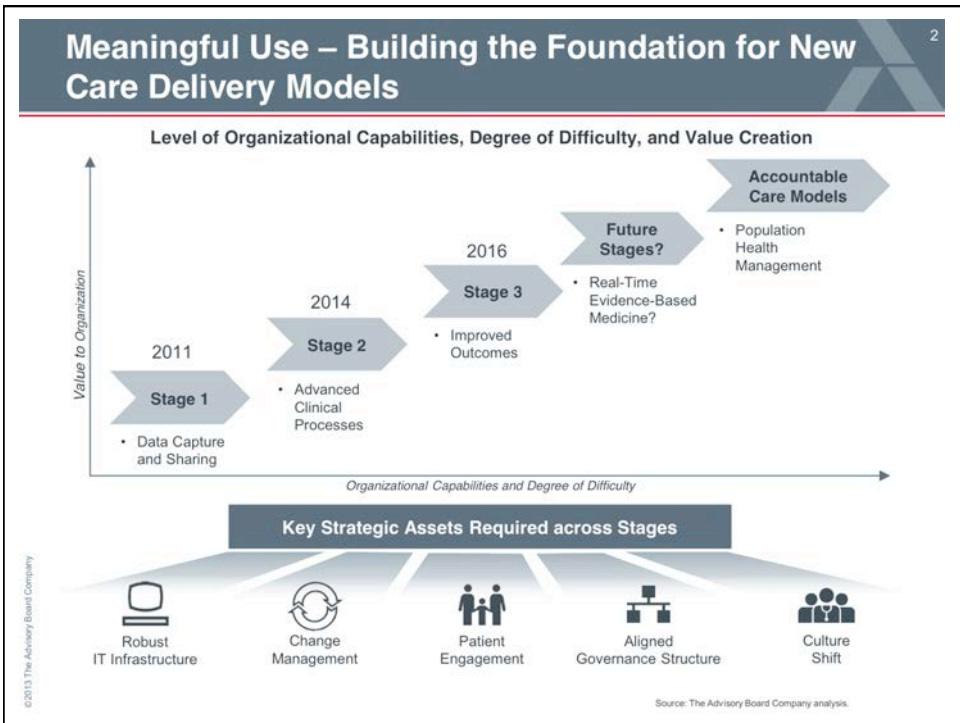 2
Meaningful Use – Building the Foundation for New
Care Delivery Models
Level of Organizational Capabilities, Degree of Difficulty, and Value Creation
Value to Organization
2011
Stage 1
• Data Capture
and Sharing
2014
Stage 2
• Advanced
Clinical
Processes
2016
Stage 3
• Improved
Outcomes
Future
Stages?
• Real-Time
Evidence-Based
Medicine?
Accountable
Care Models
• Population
Health
Management
Organizational Capabilities and Degree of Difficulty
Key Strategic Assets Required across Stages
Robust
IT Infrastructure
Change
Management
Patient
Engagement
Aligned
Governance Structure
Culture
Shift
©2013 The Advisory Board Company
Source: The Advisory Board Company analysis.